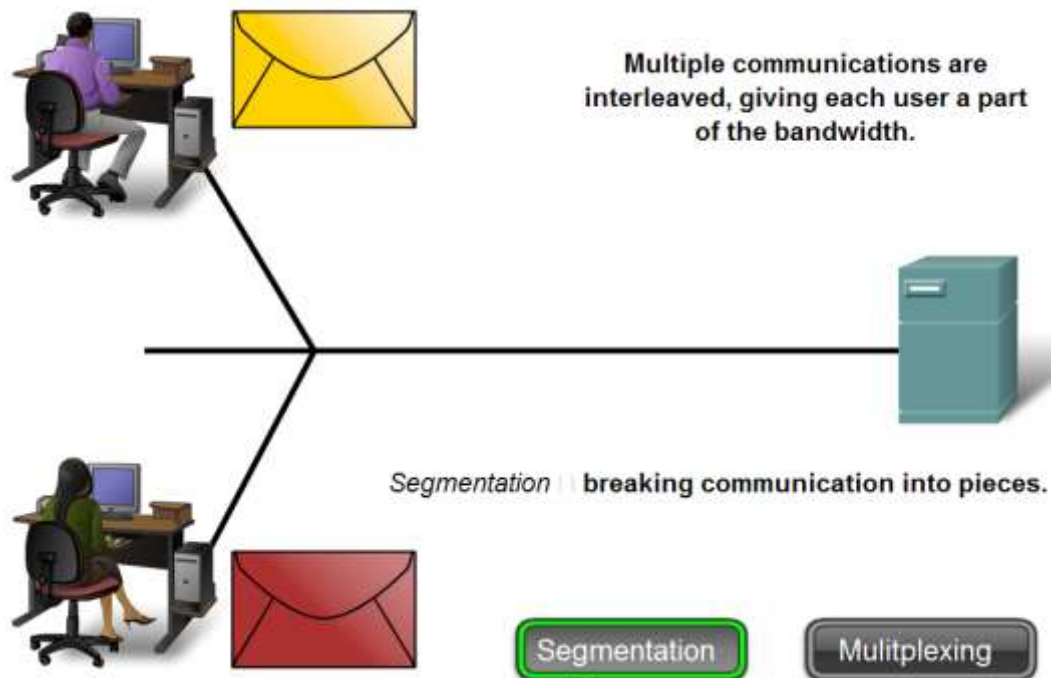 Multiple communications are
interleaved, giving each user a part
of the bandwidth.
Segmentation breaking communication into pieces.
Segmentation
Mulitplexing